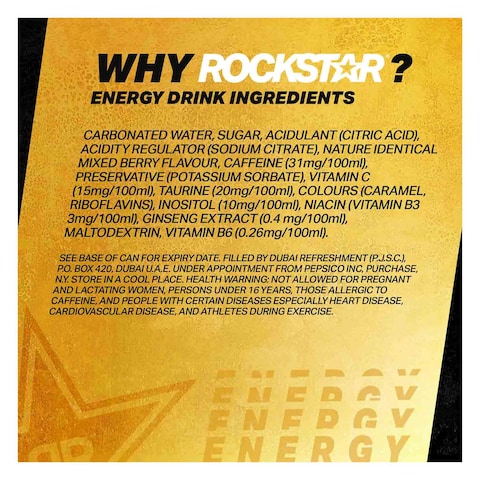 WHY ROCKSTAR?
ENERGY DRINK INGREDIENTS
CARBONATED WATER, SUGAR, ACIDULANT (CITRIC ACID),
ACIDITY REGULATOR (SODIUM CITRATE), NATURE IDENTICAL
MIXED BERRY FLAVOUR, CAFFEINE (31mg/100ml),
PRESERVATIVE (POTASSIUM SORBATE), VITAMIN C
(15mg/100ml), TAURINE (20mg/100ml), COLOURS (CARAMEL,
RIBOFLAVINS), INOSITOL (10mg/100ml), NIACIN (VITAMIN B3
3mg/100ml), GINSENG EXTRACT (0.4 mg/100ml),
MALTODEXTRIN, VITAMIN B6 (0.26mg/100ml).
SEE BASE OF CAN FOR EXPIRY DATE. FILLED BY DUBAI REFRESHMENT (P.J.S.C.),
P.O. BOX 420, DUBAI U.A.E. UNDER APPOINTMENT FROM PEPSICO INC, PURCHASE,
NY. STORE IN A COOL PLACE. HEALTH WARNING: NOT ALLOWED FOR PREGNANT
AND LACTATING WOMEN, PERSONS UNDER 16 YEARS, THOSE ALLERGIC TO
CAFFEINE, AND PEOPLE WITH CERTAIN DISEASES ESPECIALLY HEART DISEASE,
CARDIOVASCULAR DISEASE, AND ATHLETES DURING EXERCISE.
ENERGY
ENERGY
ENERGY
ENERGY